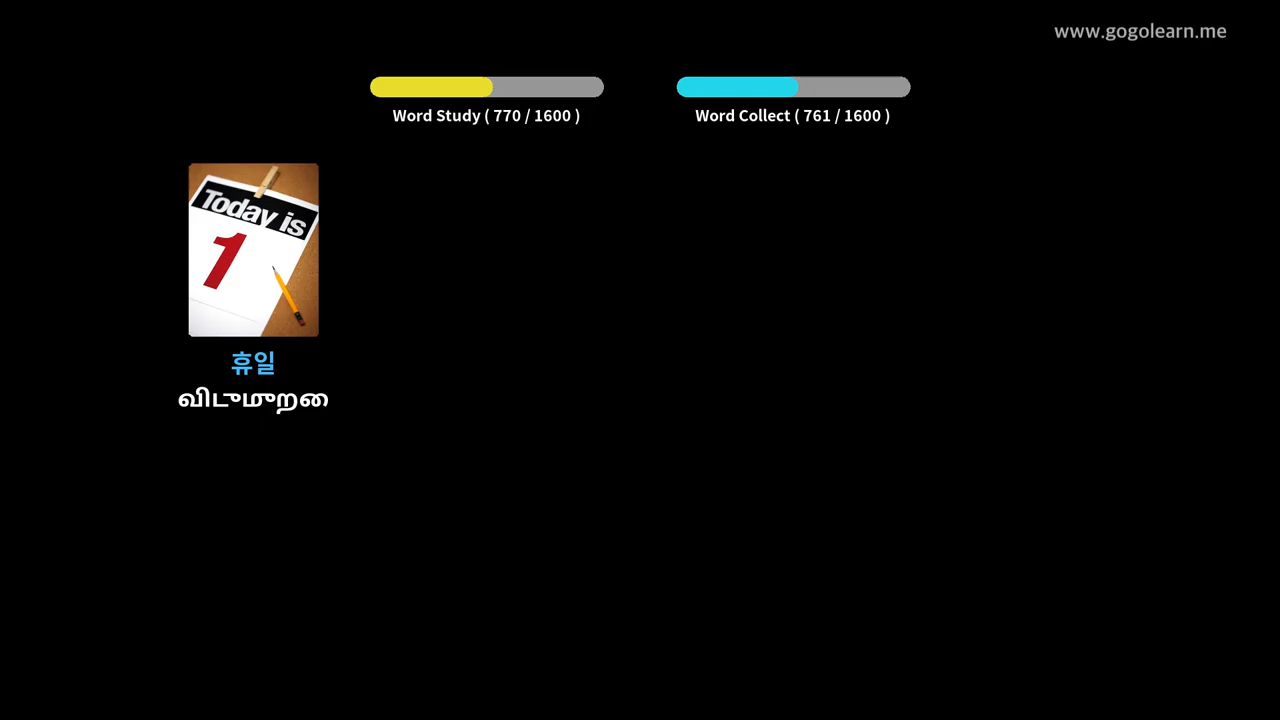 www.gogolearn.me
Word Study ( 770 / 1600 )
Word Collect ( 761 / 1600 )
Today is
1
휴일
விடுமுறை